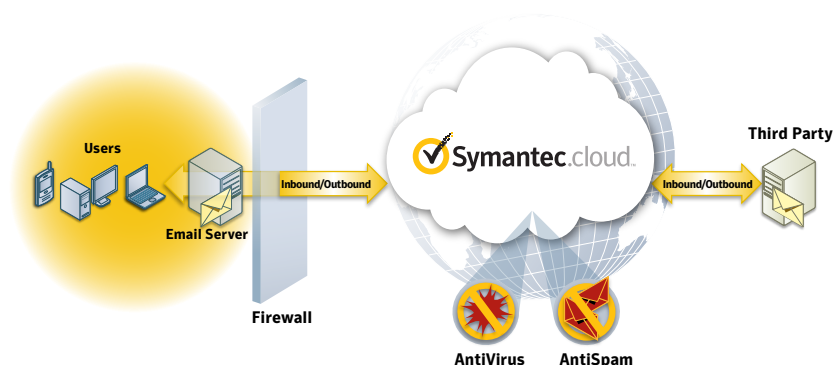 Users
Email Server
Firewall
Inbound/Outbound
Symantec.cloud
Inbound/Outbound
Third Party
AntiVirus
AntiSpam